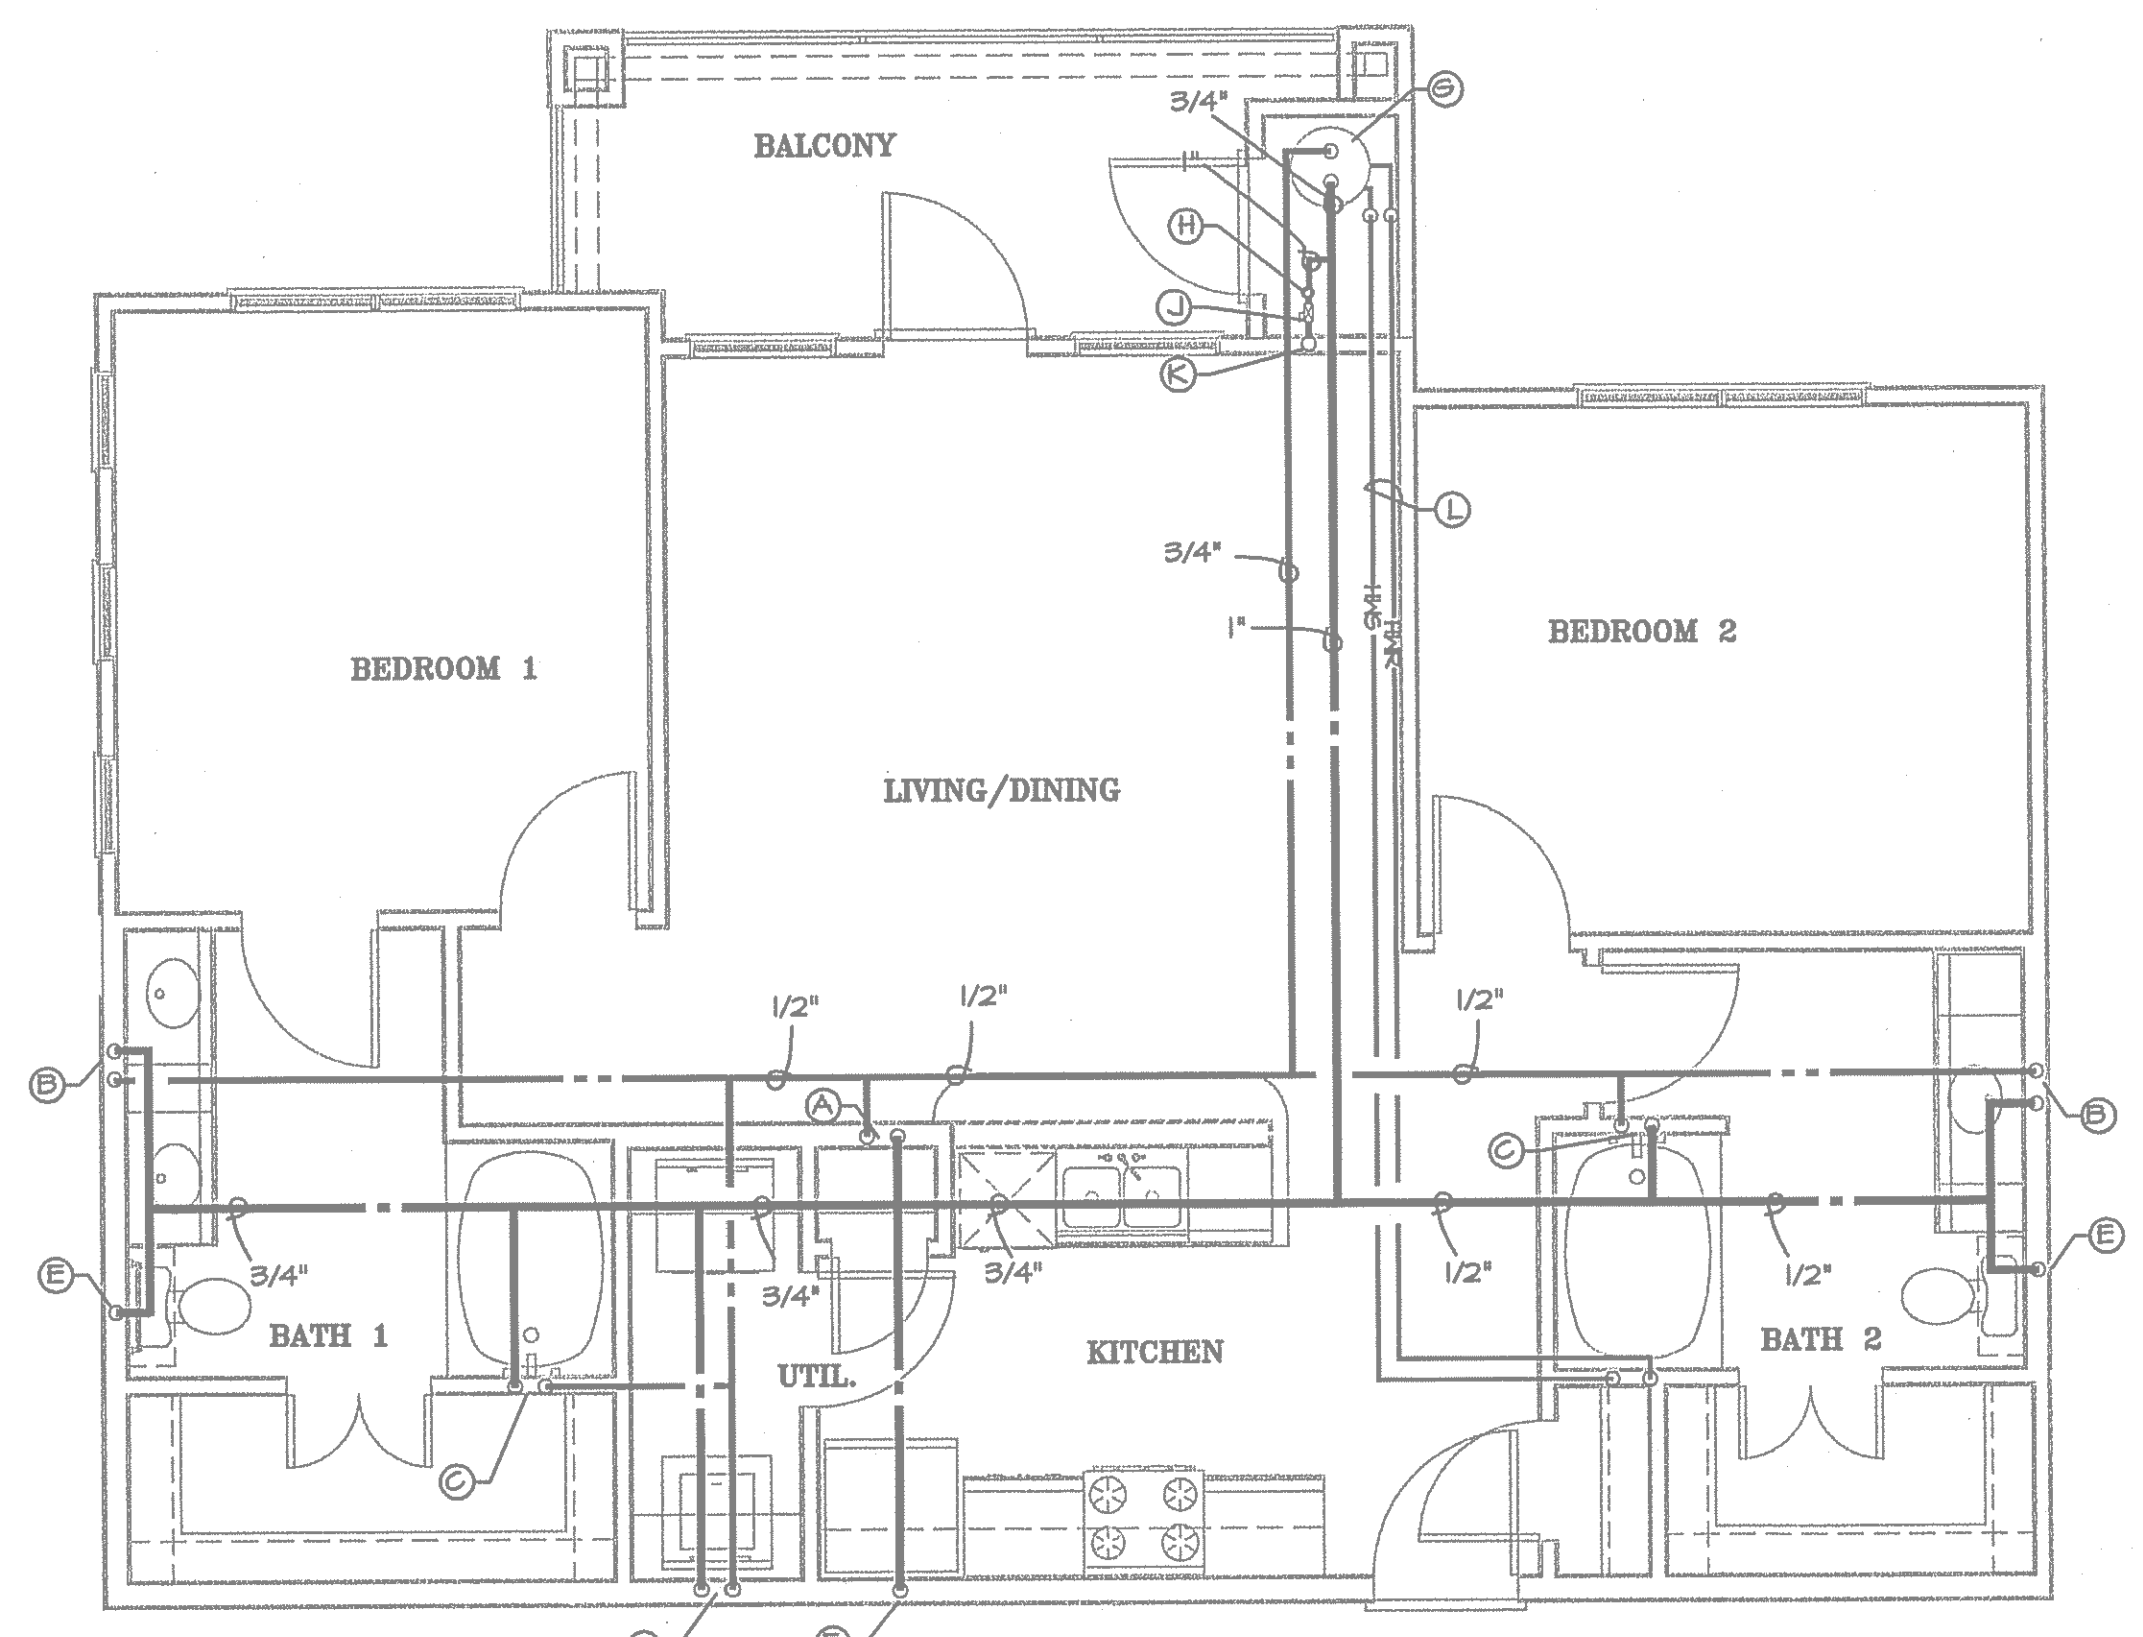 G
3/4"
BALCONY
1"
H
J
K
L
3/4"
1"
HWS
HWR
BEDROOM 2
BEDROOM 1
LIVING/DINING
1/2"
1/2"
1/2"
B
A
B
C
E
E
3/4"
3/4"
3/4"
1/2"
1/2"
BATH 1
UTIL.
KITCHEN
BATH 2
C